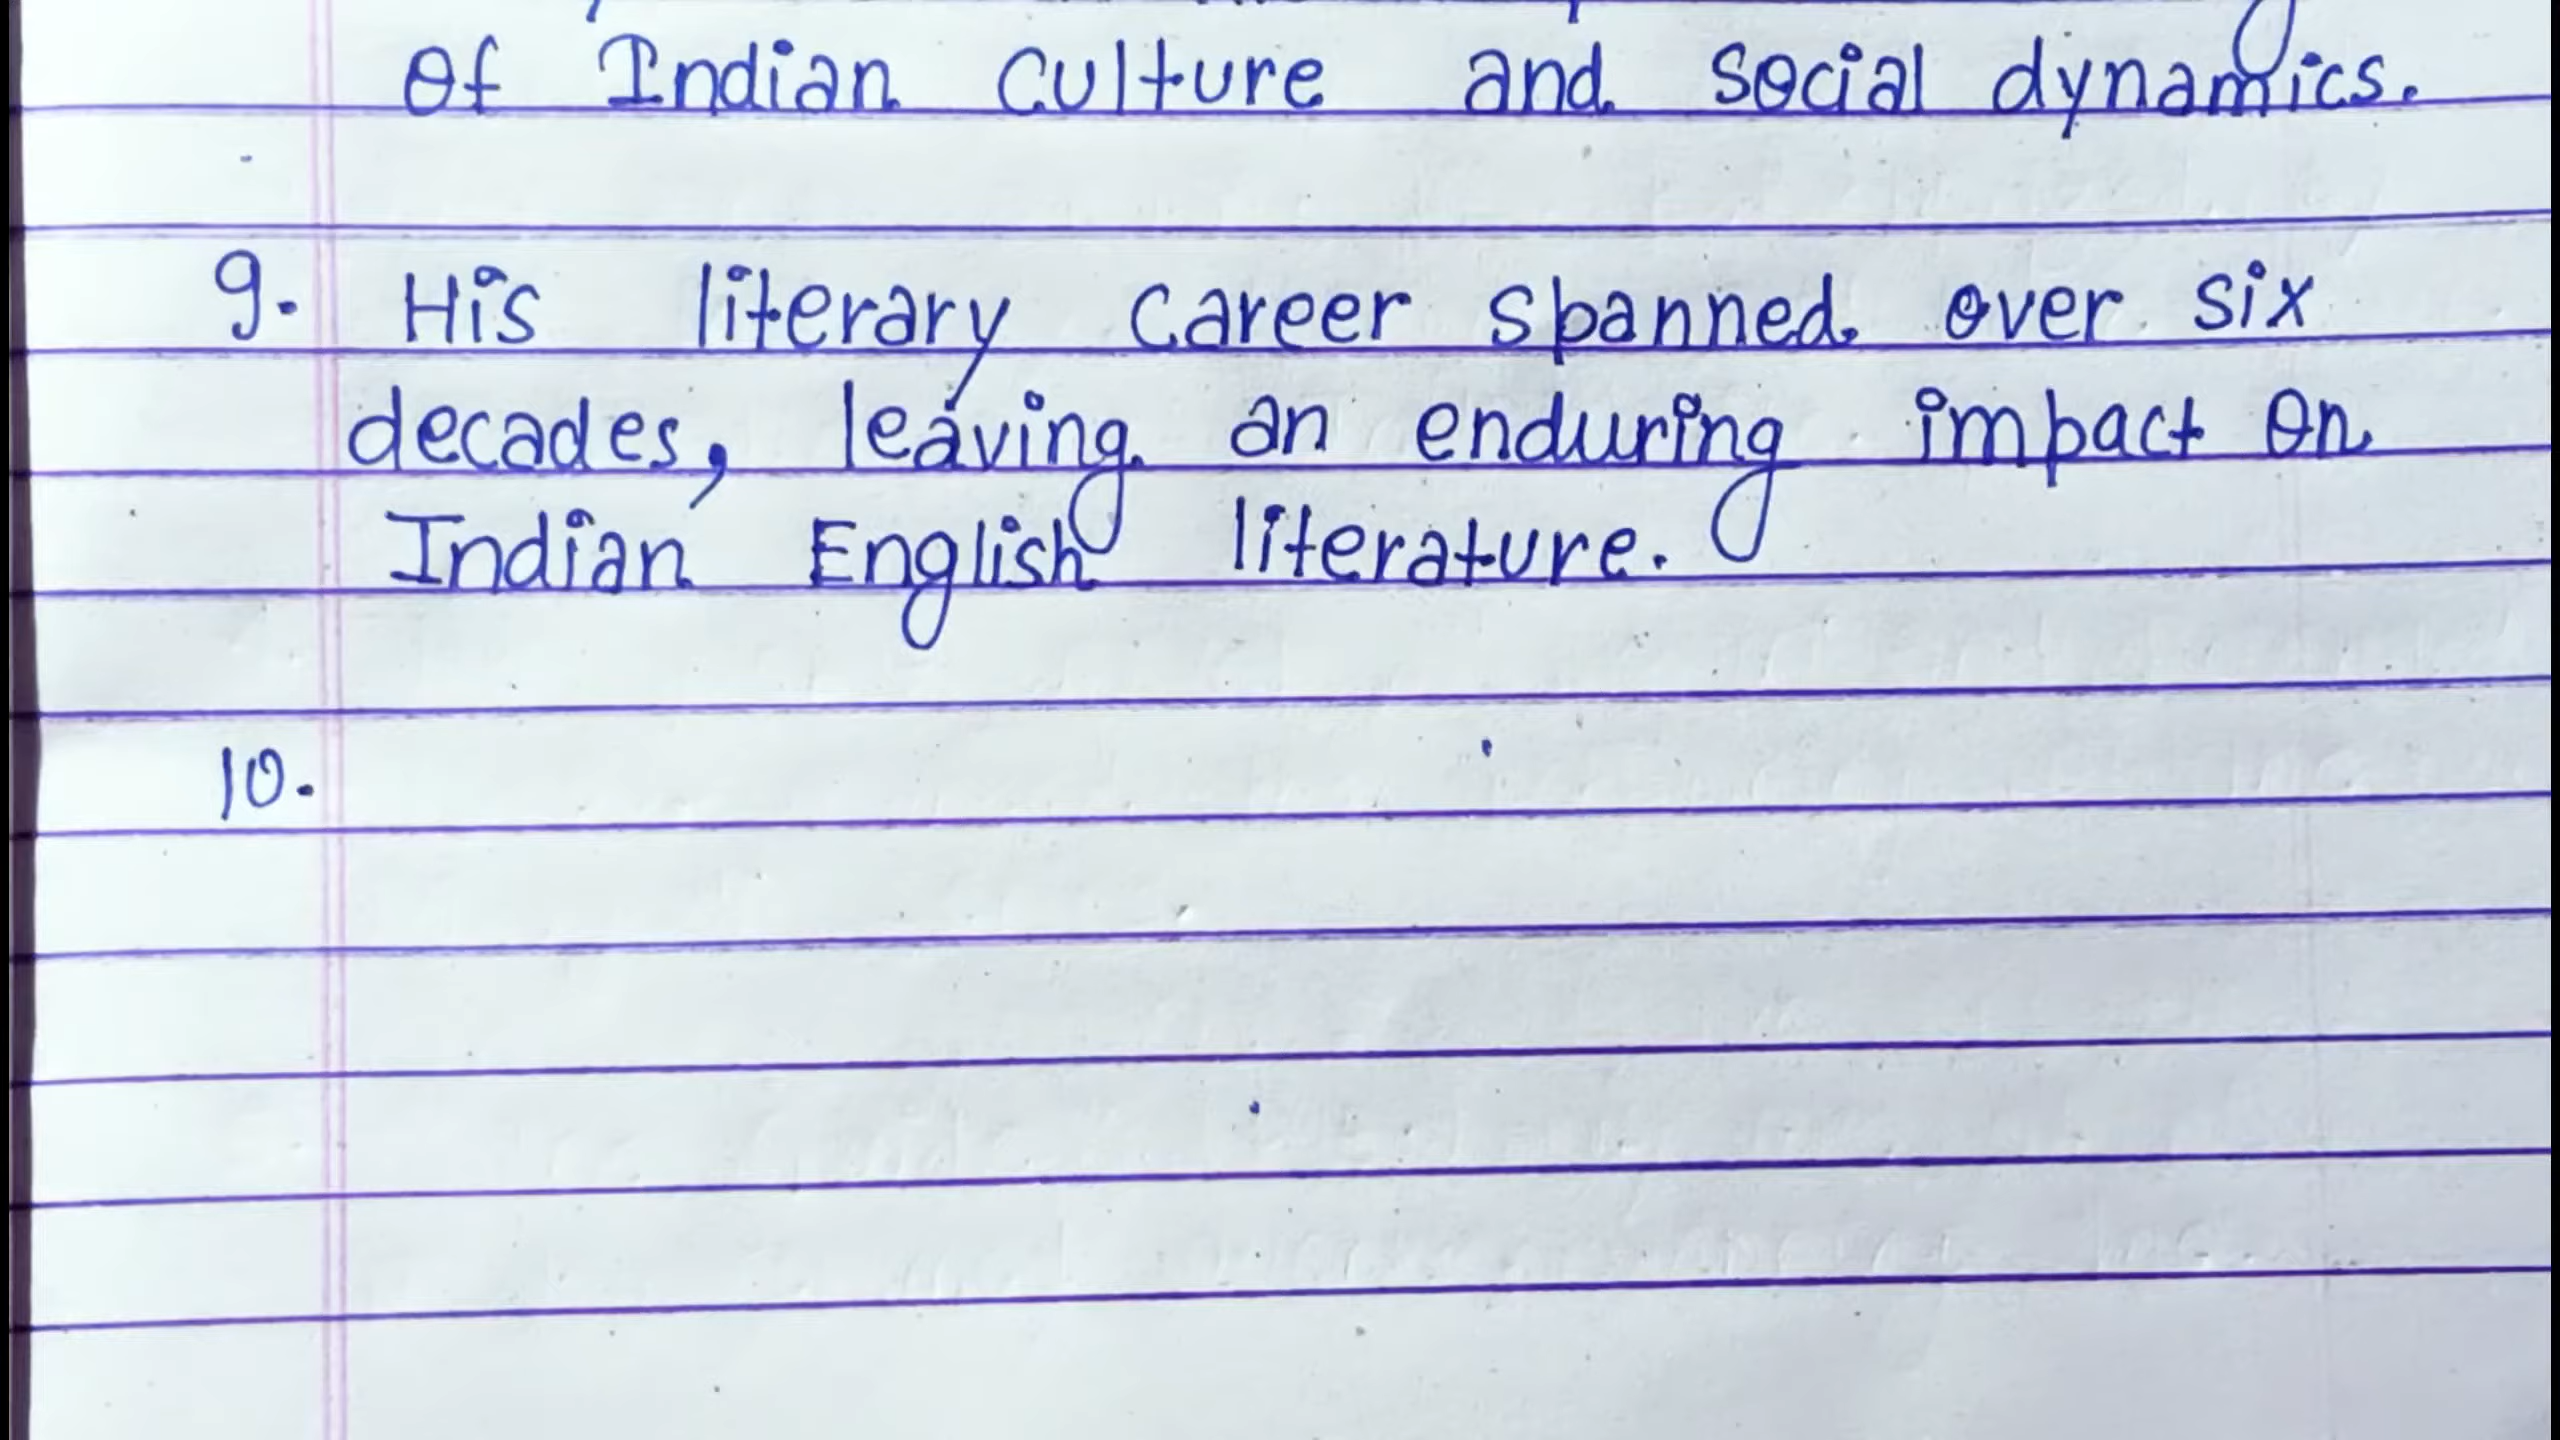 of Indian culture and social dynamics.
9. His literary career spanned over six
decades, leaving an enduring impact on
Indian English literature.
10.